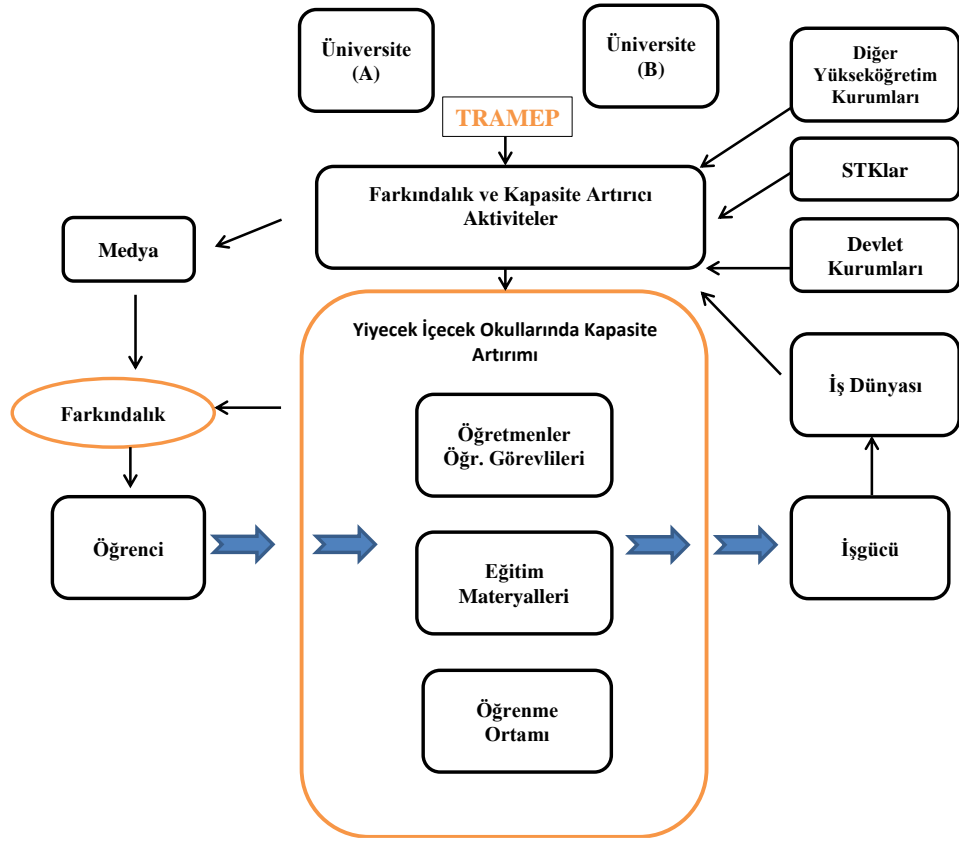 Üniversite
(A)
Üniversite
(B)
Diğer
Yükseköğretim
Kurumları
TRAMEP
Farkındalık ve Kapasite Artırıcı
Aktiviteler
STKlar
Medya
Devlet
Kurumları
Yiyecek İçecek Okullarında Kapasite
Artırımı
İş Dünyası
Farkındalık
Öğretmenler
Öğr. Görevlileri
Öğrenci
Eğitim
Materyalleri
İşgücü
Öğrenme
Ortamı